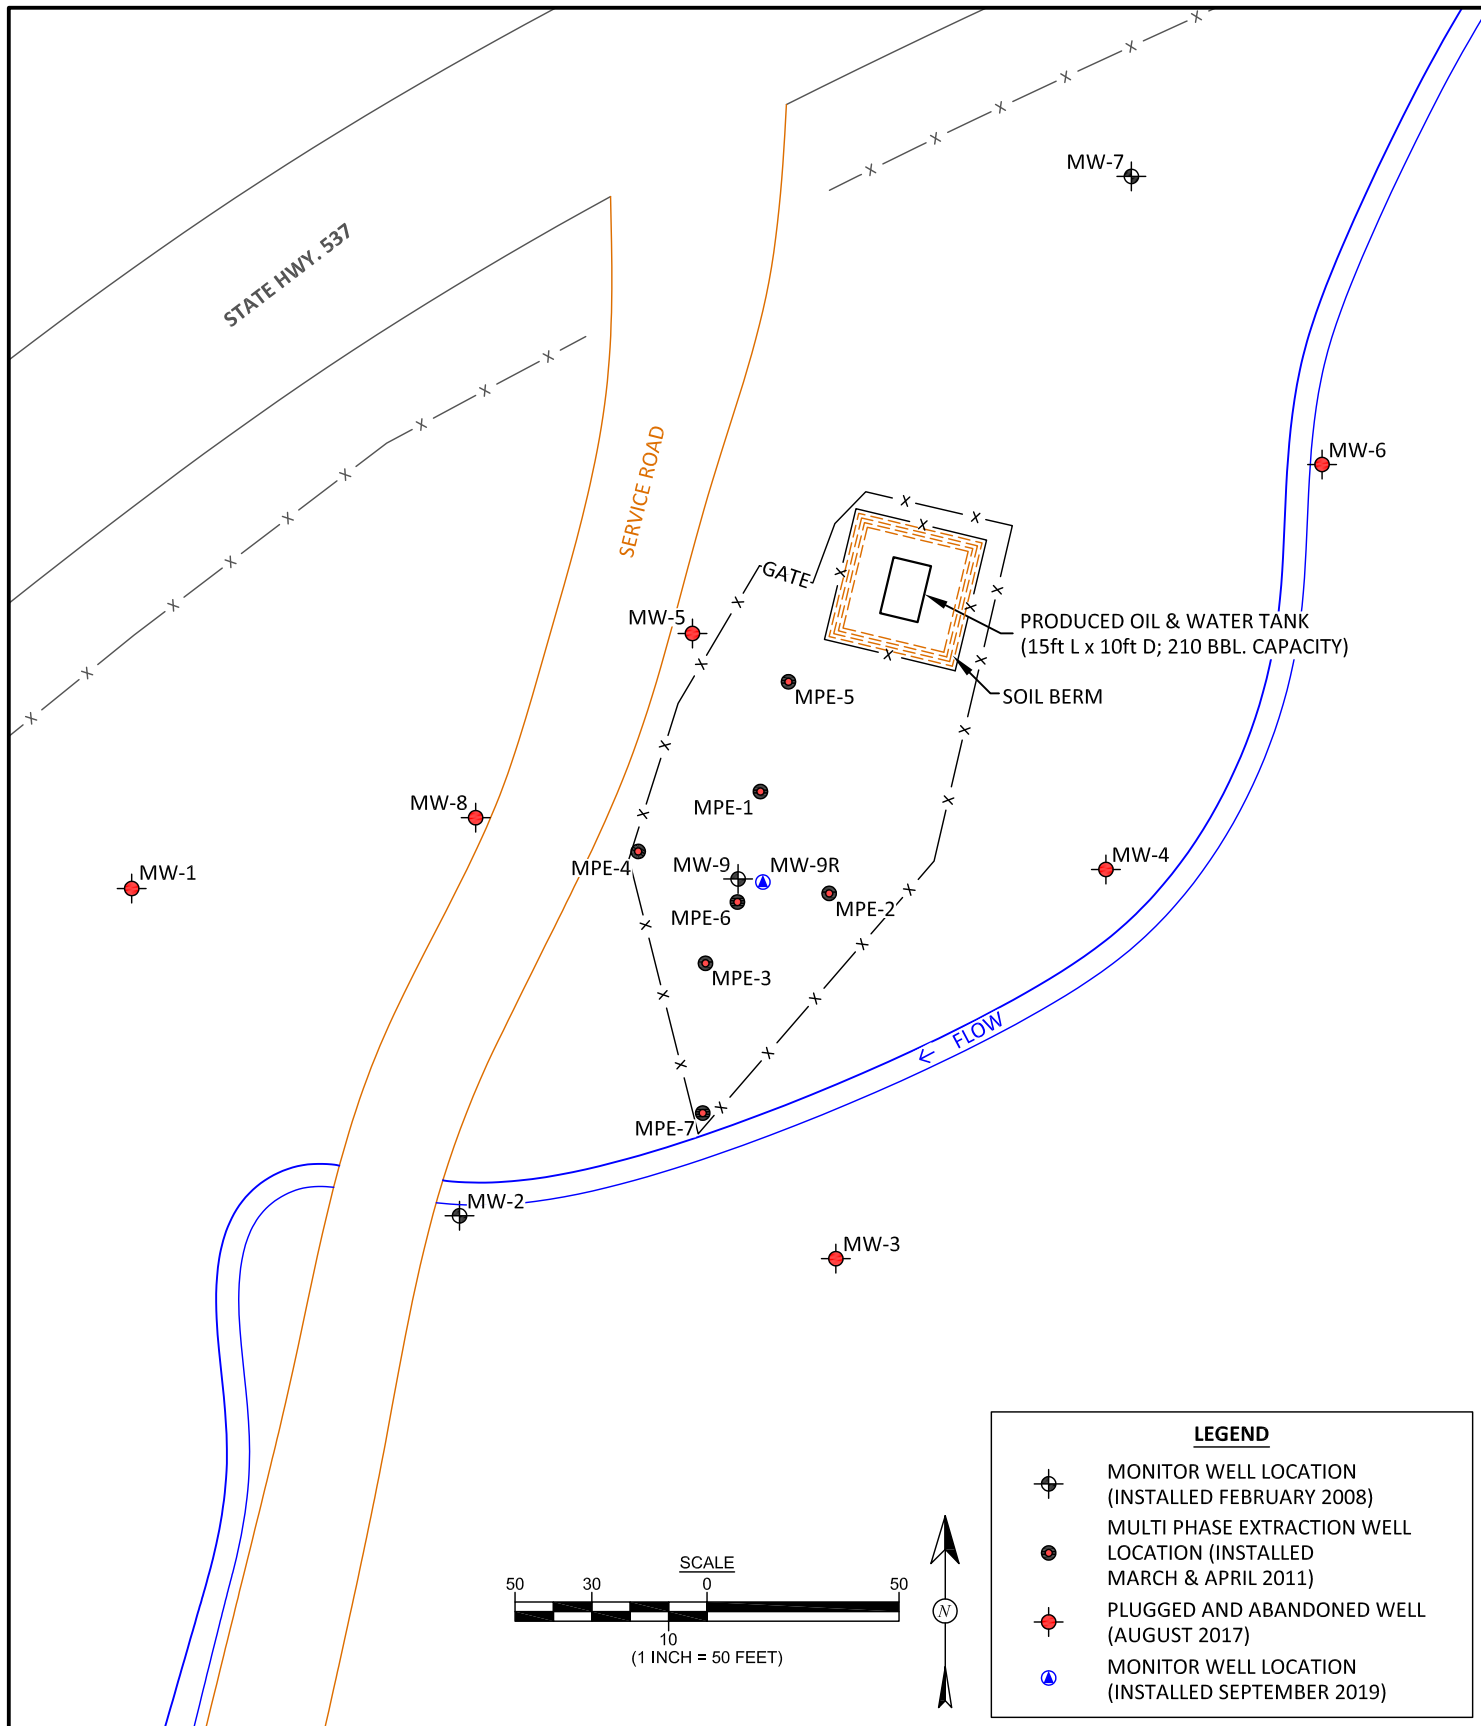 MW-7
STATE HWY. 537
SERVICE ROAD
MW-6
GATE
MW-5
PRODUCED OIL & WATER TANK
(15ft L x 10ft D; 210 BBL. CAPACITY)
SOIL BERM
MPE-5
MPE-1
MW-8
MW-1
MPE-4
MW-9
MW-9R
MW-4
MPE-6
MPE-2
MPE-3
FLOW
MPE-7
MW-2
MW-3
LEGEND
MONITOR WELL LOCATION
(INSTALLED FEBRUARY 2008)
MULTI PHASE EXTRACTION WELL
LOCATION (INSTALLED
MARCH & APRIL 2011)
PLUGGED AND ABANDONED WELL
(AUGUST 2017)
MONITOR WELL LOCATION
(INSTALLED SEPTEMBER 2019)
SCALE
50 30 0 50
10
(1 INCH = 50 FEET)
N